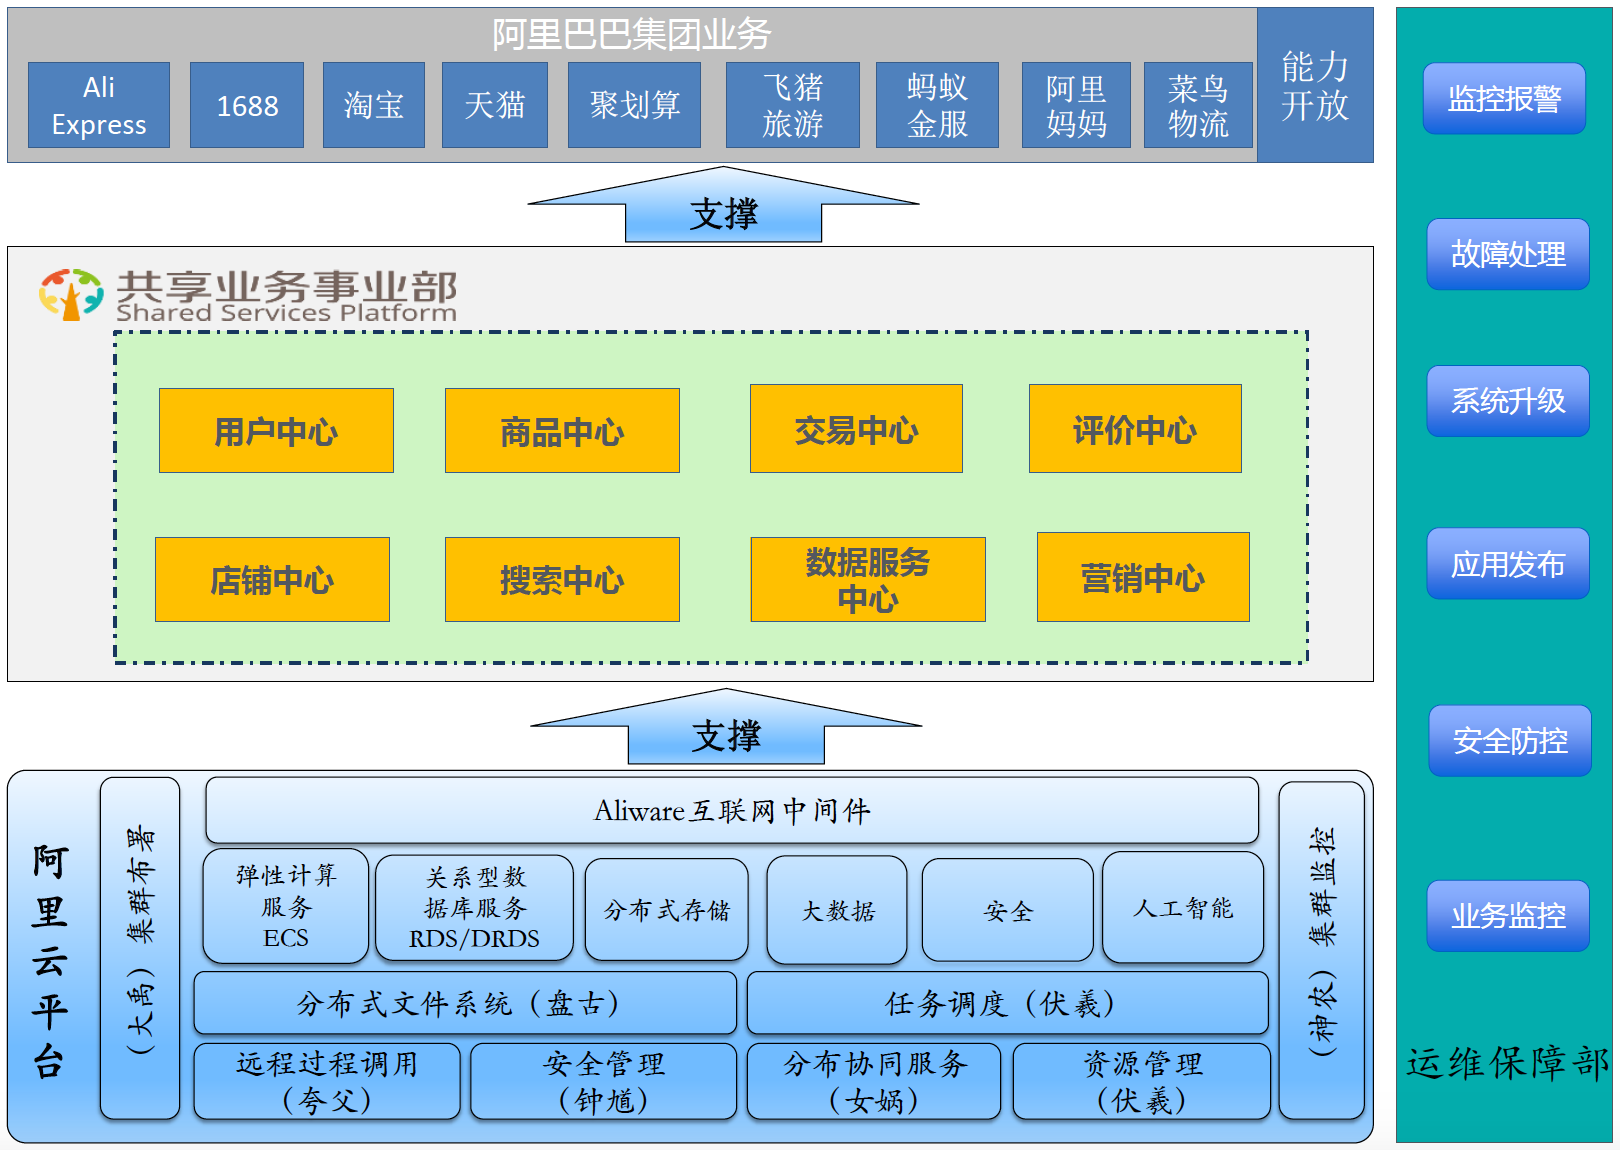 阿里巴巴集团业务
Ali
Express
1688
淘宝
天猫
聚划算
飞猪
旅游
蚂蚁
金服
阿里
妈妈
菜鸟
物流
能力
开放
支撑
共享业务事业部
Shared Services Platform
用户中心
商品中心
交易中心
评价中心
店铺中心
搜索中心
数据服务
中心
营销中心
支撑
阿里云平台
(大禹) 集群布署
Aliware互联网中间件
弹性计算
服务
ECS
关系型数
据库服务
RDS/DRDS
分布式存储
大数据
安全
人工智能
分布式文件系统（盘古）
任务调度（伏羲）
远程过程调用
（夸父）
安全管理
（钟馗）
分布协同服务
（女娲）
资源管理
（伏羲）
(神农) 集群监控
监控报警
故障处理
系统升级
应用发布
安全防控
业务监控
运维保障部